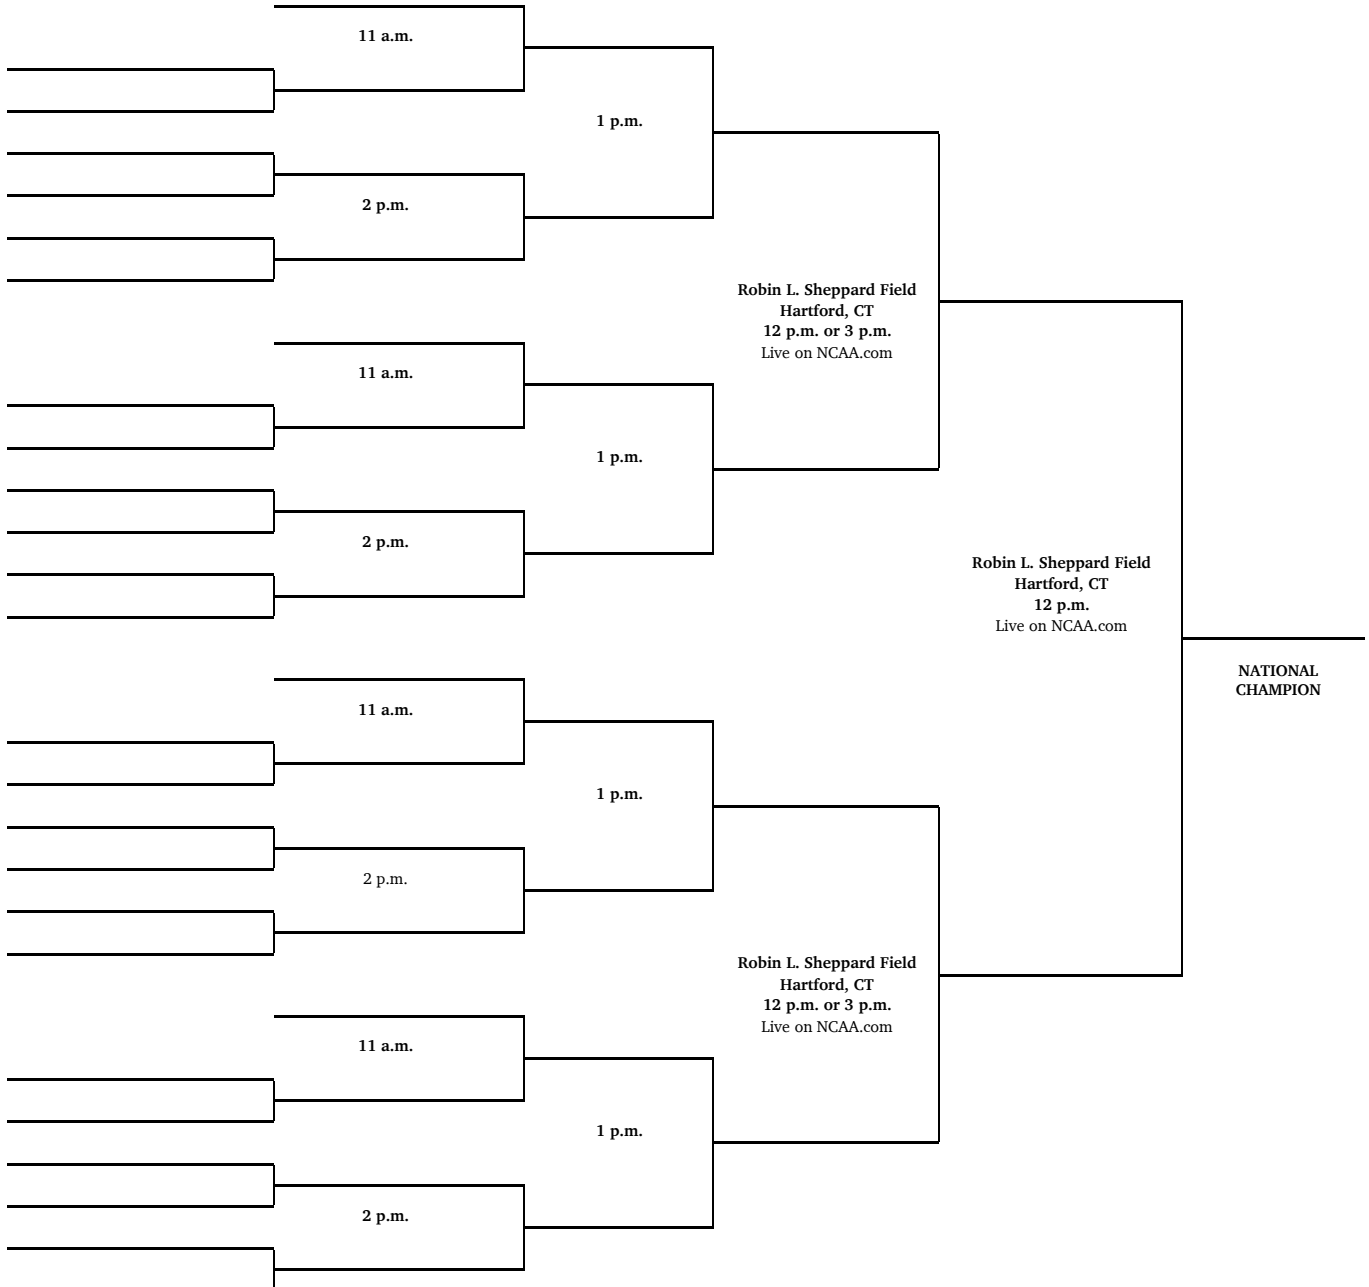 11 a.m.
1 p.m.
2 p.m.
Robin L. Sheppard Field
Hartford, CT
12 p.m. or 3 p.m.
Live on NCAA.com
11 a.m.
1 p.m.
2 p.m.
Robin L. Sheppard Field
Hartford, CT
12 p.m.
Live on NCAA.com
NATIONAL
CHAMPION
11 a.m.
1 p.m.
2 p.m.
Robin L. Sheppard Field
Hartford, CT
12 p.m. or 3 p.m.
Live on NCAA.com
11 a.m.
1 p.m.
2 p.m.